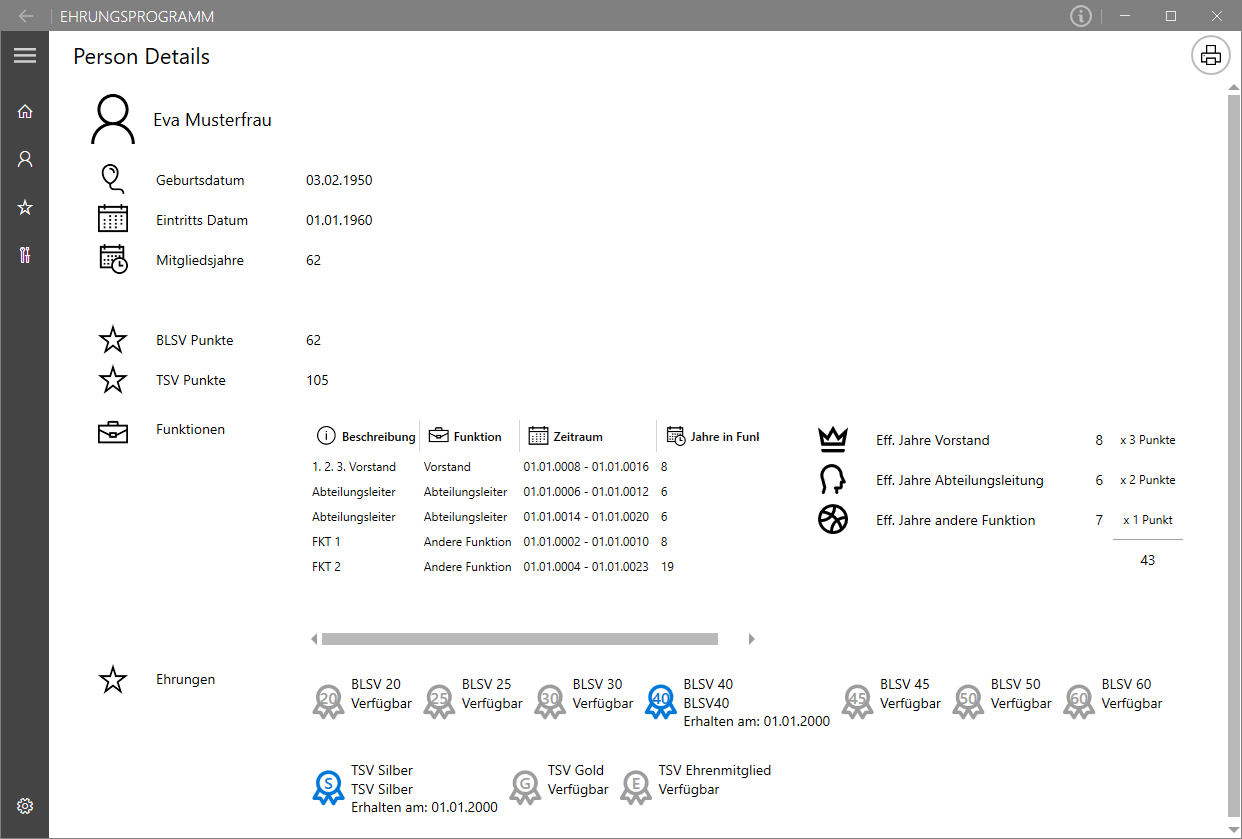 EHRUNGSPROGRAMM
Person Details
Eva Musterfrau
Geburtsdatum 03.02.1950
Eintritts Datum 01.01.1960
Mitgliedsjahre 62
BLSV Punkte 62
TSV Punkte 105
Funktionen
Beschreibung Funktion Zeitraum Jahre in Funl
1. 2. 3. Vorstand Vorstand 01.01.0008 - 01.01.0016 8
Abteilungsleiter Abteilungsleiter 01.01.0006 - 01.01.0012 6
Abteilungsleiter Abteilungsleiter 01.01.0014 - 01.01.0020 6
FKT 1 Andere Funktion 01.01.0002 - 01.01.0010 8
FKT 2 Andere Funktion 01.01.0004 - 01.01.0023 19
Eff. Jahre Vorstand 8 x 3 Punkte
Eff. Jahre Abteilungsleitung 6 x 2 Punkte
Eff. Jahre andere Funktion 7 x 1 Punkt
43
Ehrungen
20 BLSV 20
Verfügbar
25 BLSV 25
Verfügbar
30 BLSV 30
Verfügbar
40 BLSV 40
BLSV40
Erhalten am: 01.01.2000
45 BLSV 45
Verfügbar
50 BLSV 50
Verfügbar
60 BLSV 60
Verfügbar
S TSV Silber
TSV Silber
Erhalten am: 01.01.2000
G TSV Gold
Verfügbar
E TSV Ehrenmitglied
Verfügbar